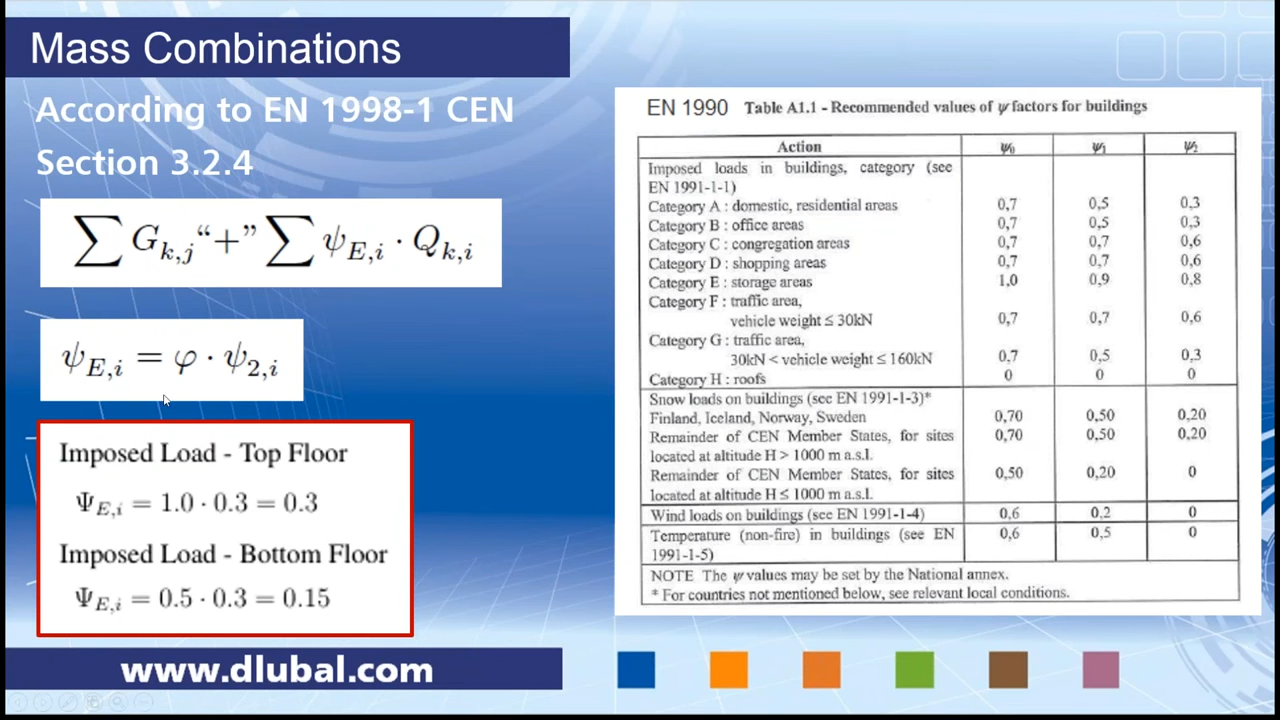 Mass Combinations
According to EN 1998-1 CEN
Section 3.2.4
∑ G_{k,j} “+” ∑ ψ_{E,i} · Q_{k,i}
ψ_{E,i} = φ · ψ_{2,i}
Imposed Load - Top Floor
Ψ_{E,i} = 1.0 · 0.3 = 0.3
Imposed Load - Bottom Floor
Ψ_{E,i} = 0.5 · 0.3 = 0.15
www.dlubal.com
EN 1990 Table A1.1 - Recommended values of ψ factors for buildings
Action ψ₀ ψ₁ ψ₂
Imposed loads in buildings, category (see
EN 1991-1-1)
Category A : domestic, residential areas 0,7 0,5 0,3
Category B : office areas 0,7 0,5 0,3
Category C : congregation areas 0,7 0,7 0,6
Category D : shopping areas 0,7 0,7 0,6
Category E : storage areas 1,0 0,9 0,8
Category F : traffic area,
vehicle weight ≤ 30kN 0,7 0,7 0,6
Category G : traffic area,
30kN < vehicle weight ≤ 160kN 0,7 0,5 0,3
Category H : roofs 0 0 0
Snow loads on buildings (see EN 1991-1-3)*
Finland, Iceland, Norway, Sweden 0,70 0,50 0,20
Remainder of CEN Member States, for sites 0,70 0,50 0,20
located at altitude H > 1000 m a.s.l.
Remainder of CEN Member States, for sites 0,50 0,20 0
located at altitude H ≤ 1000 m a.s.l.
Wind loads on buildings (see EN 1991-1-4) 0,6 0,2 0
Temperature (non-fire) in buildings (see EN 0,6 0,5 0
1991-1-5)
NOTE The ψ values may be set by the National annex.
* For countries not mentioned below, see relevant local conditions.